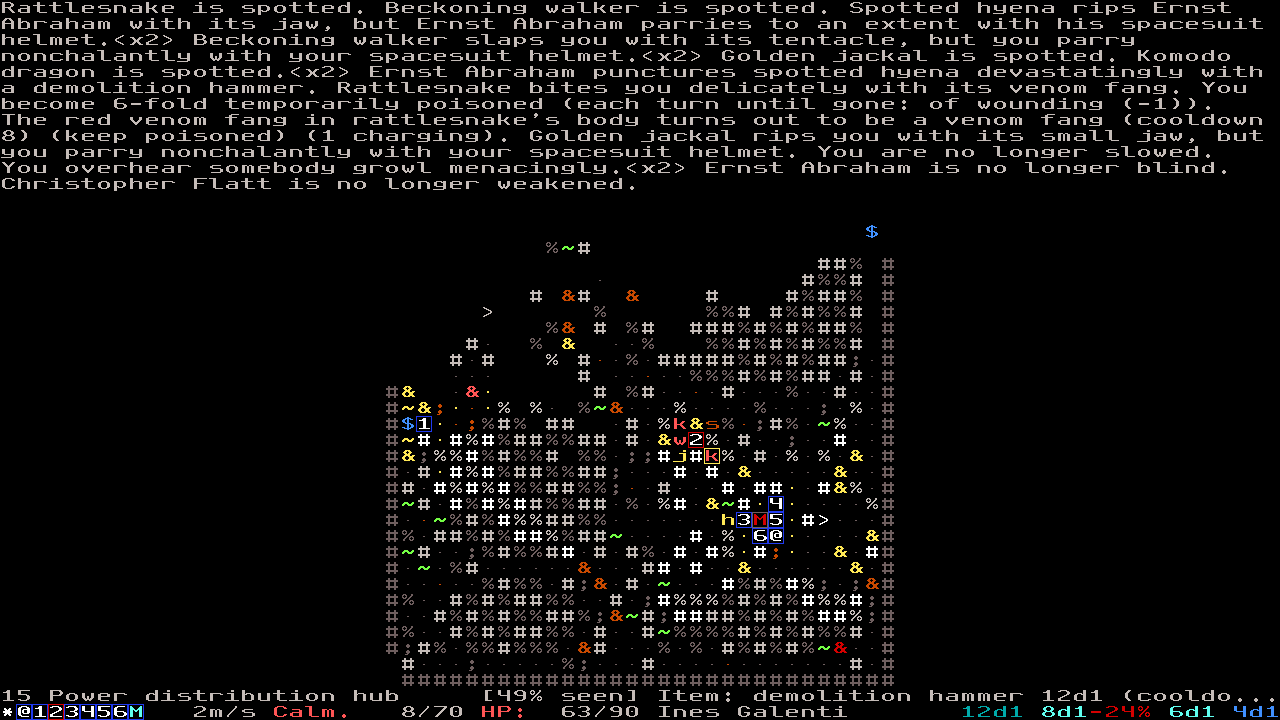 Rattlesnake is spotted. Beckoning walker is spotted. Spotted hyena rips Ernst
Abraham with its jaw, but Ernst Abraham parries to an extent with his spacesuit
helmet.<x2> Beckoning walker slaps you with its tentacle, but you parry
nonchalantly with your spacesuit helmet.<x2> Golden jackal is spotted. Komodo
dragon is spotted.<x2> Ernst Abraham punctures spotted hyena devastatingly with
a demolition hammer. Rattlesnake bites you delicately with its venom fang. You
become 6-fold temporarily poisoned (each turn until gone: of wounding (-1)).
The red venom fang in rattlesnake's body turns out to be a venom fang (cooldown
8) (keep poisoned) (1 charging). Golden jackal rips you with its small jaw, but
you parry nonchalantly with your spacesuit helmet. You are no longer slowed.
You overhear somebody growl menacingly.<x2> Ernst Abraham is no longer blind.
Christopher Flatt is no longer weakened.
15 Power distribution hub [49% seen] Item: demolition hammer 12d1 (cooldo...
*@123456M 2m/s Calm. 8/70 HP: 63/90 Ines Galenti 12d1 8d1-24% 6d1 4d1